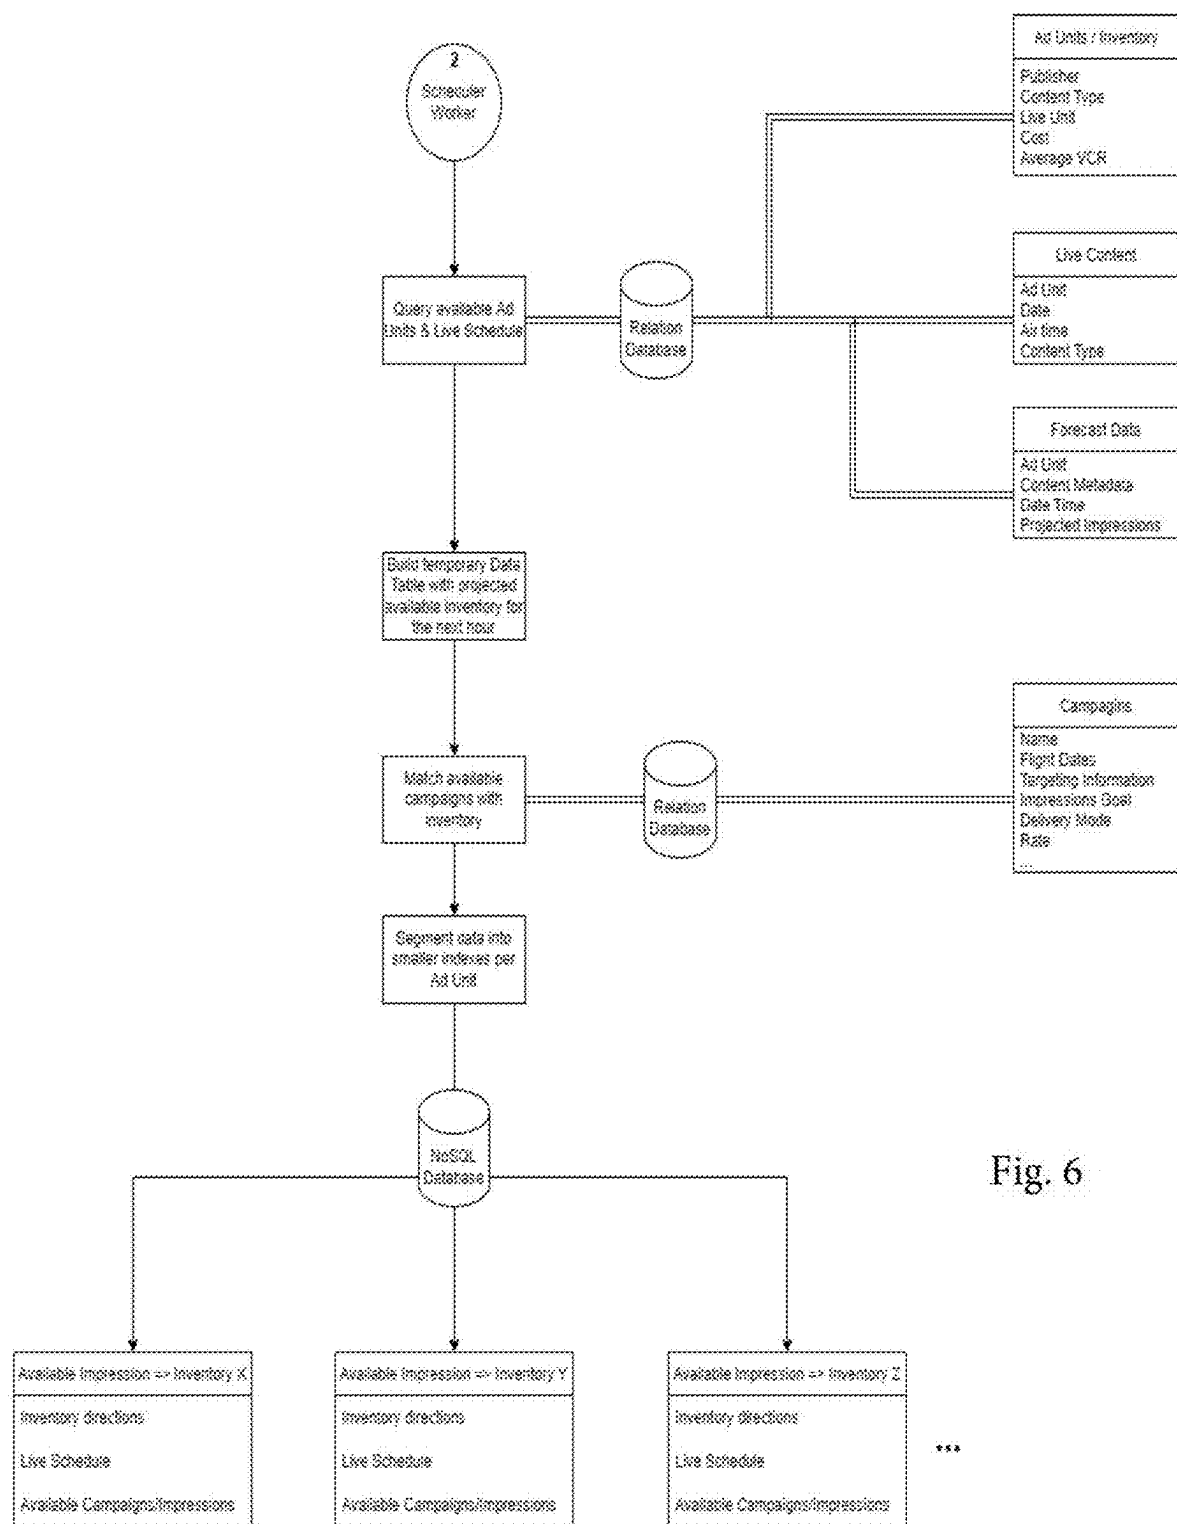 2
Scheduler
Worker
Ad Units / Inventory
Publisher
Content Type
Live Unit
Cost
Average VCR
Query available Ad
Units & Live Schedule
Relation
Database
Live Content
Ad Unit
Date
Air time
Content Type
Forecast Data
Ad Unit
Content Metadata
Date Time
Projected Impressions
Build temporary Data
Table with projected
available inventory for
the next hour
Match available
campaigns with
inventory
Relation
Database
Campagins
Name
Flight Dates
Targeting Information
Impressions Goal
Delivery Mode
Rate
...
Segment data into
smaller indexes per
Ad Unit
NoSQL
Database
Fig. 6
Available Impression => Inventory X
Inventory directions
Live Schedule
Available Campaigns/Impressions
Available Impression => Inventory Y
Inventory directions
Live Schedule
Available Campaigns/Impressions
Available Impression => Inventory Z
Inventory directions
Live Schedule
Available Campaigns/Impressions
...